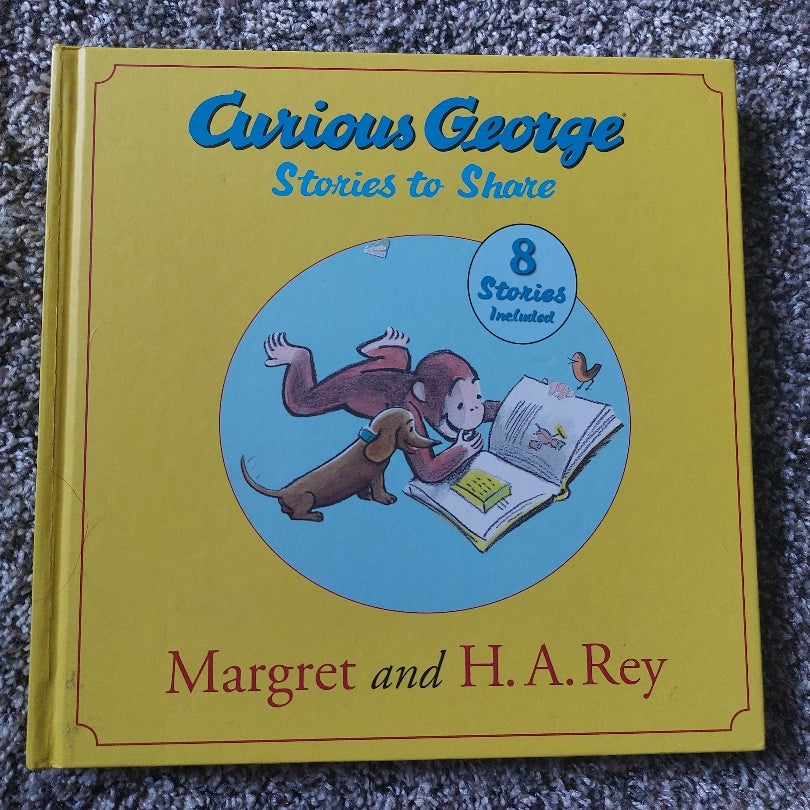 Curious George
Stories to Share
8
Stories
Included
Margret and H. A. Rey